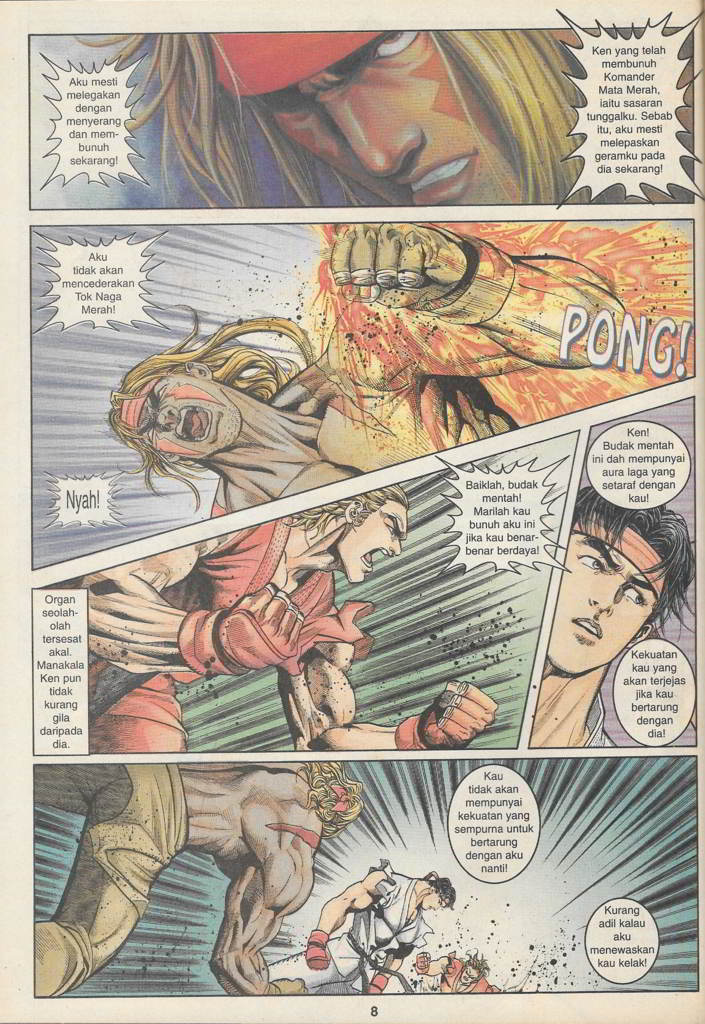 Aku mesti
melegakan
dengan
menyerang
dan mem-
bunuh
sekarang!
Ken yang telah
membunuh
Komander
Mata Merah,
iaitu sasaran
tunggalku. Sebab
itu, aku mesti
melepaskan
geramku pada
dia sekarang!
Aku
tidak akan
mencederakan
Tok Naga
Merah!
PONG!
Nyah!
Baiklah, budak
mentah!
Marilah kau
bunuh aku ini
jika kau benar-
benar berdaya!
Ken!
Budak mentah
ini dah mempunyai
aura laga yang
setaraf dengan
kau!
Organ
seolah-
olah
tersesat
akal.
Manakala
Ken pun
tidak
kurang
gila
daripada
dia.
Kekuatan
kau yang
akan terjejas
jika kau
bertarung
dengan
dia!
Kau
tidak akan
mempunyai
kekuatan yang
sempurna untuk
bertarung
dengan aku
nanti!
Kurang
adil kalau
aku
menewaskan
kau kelak!
8